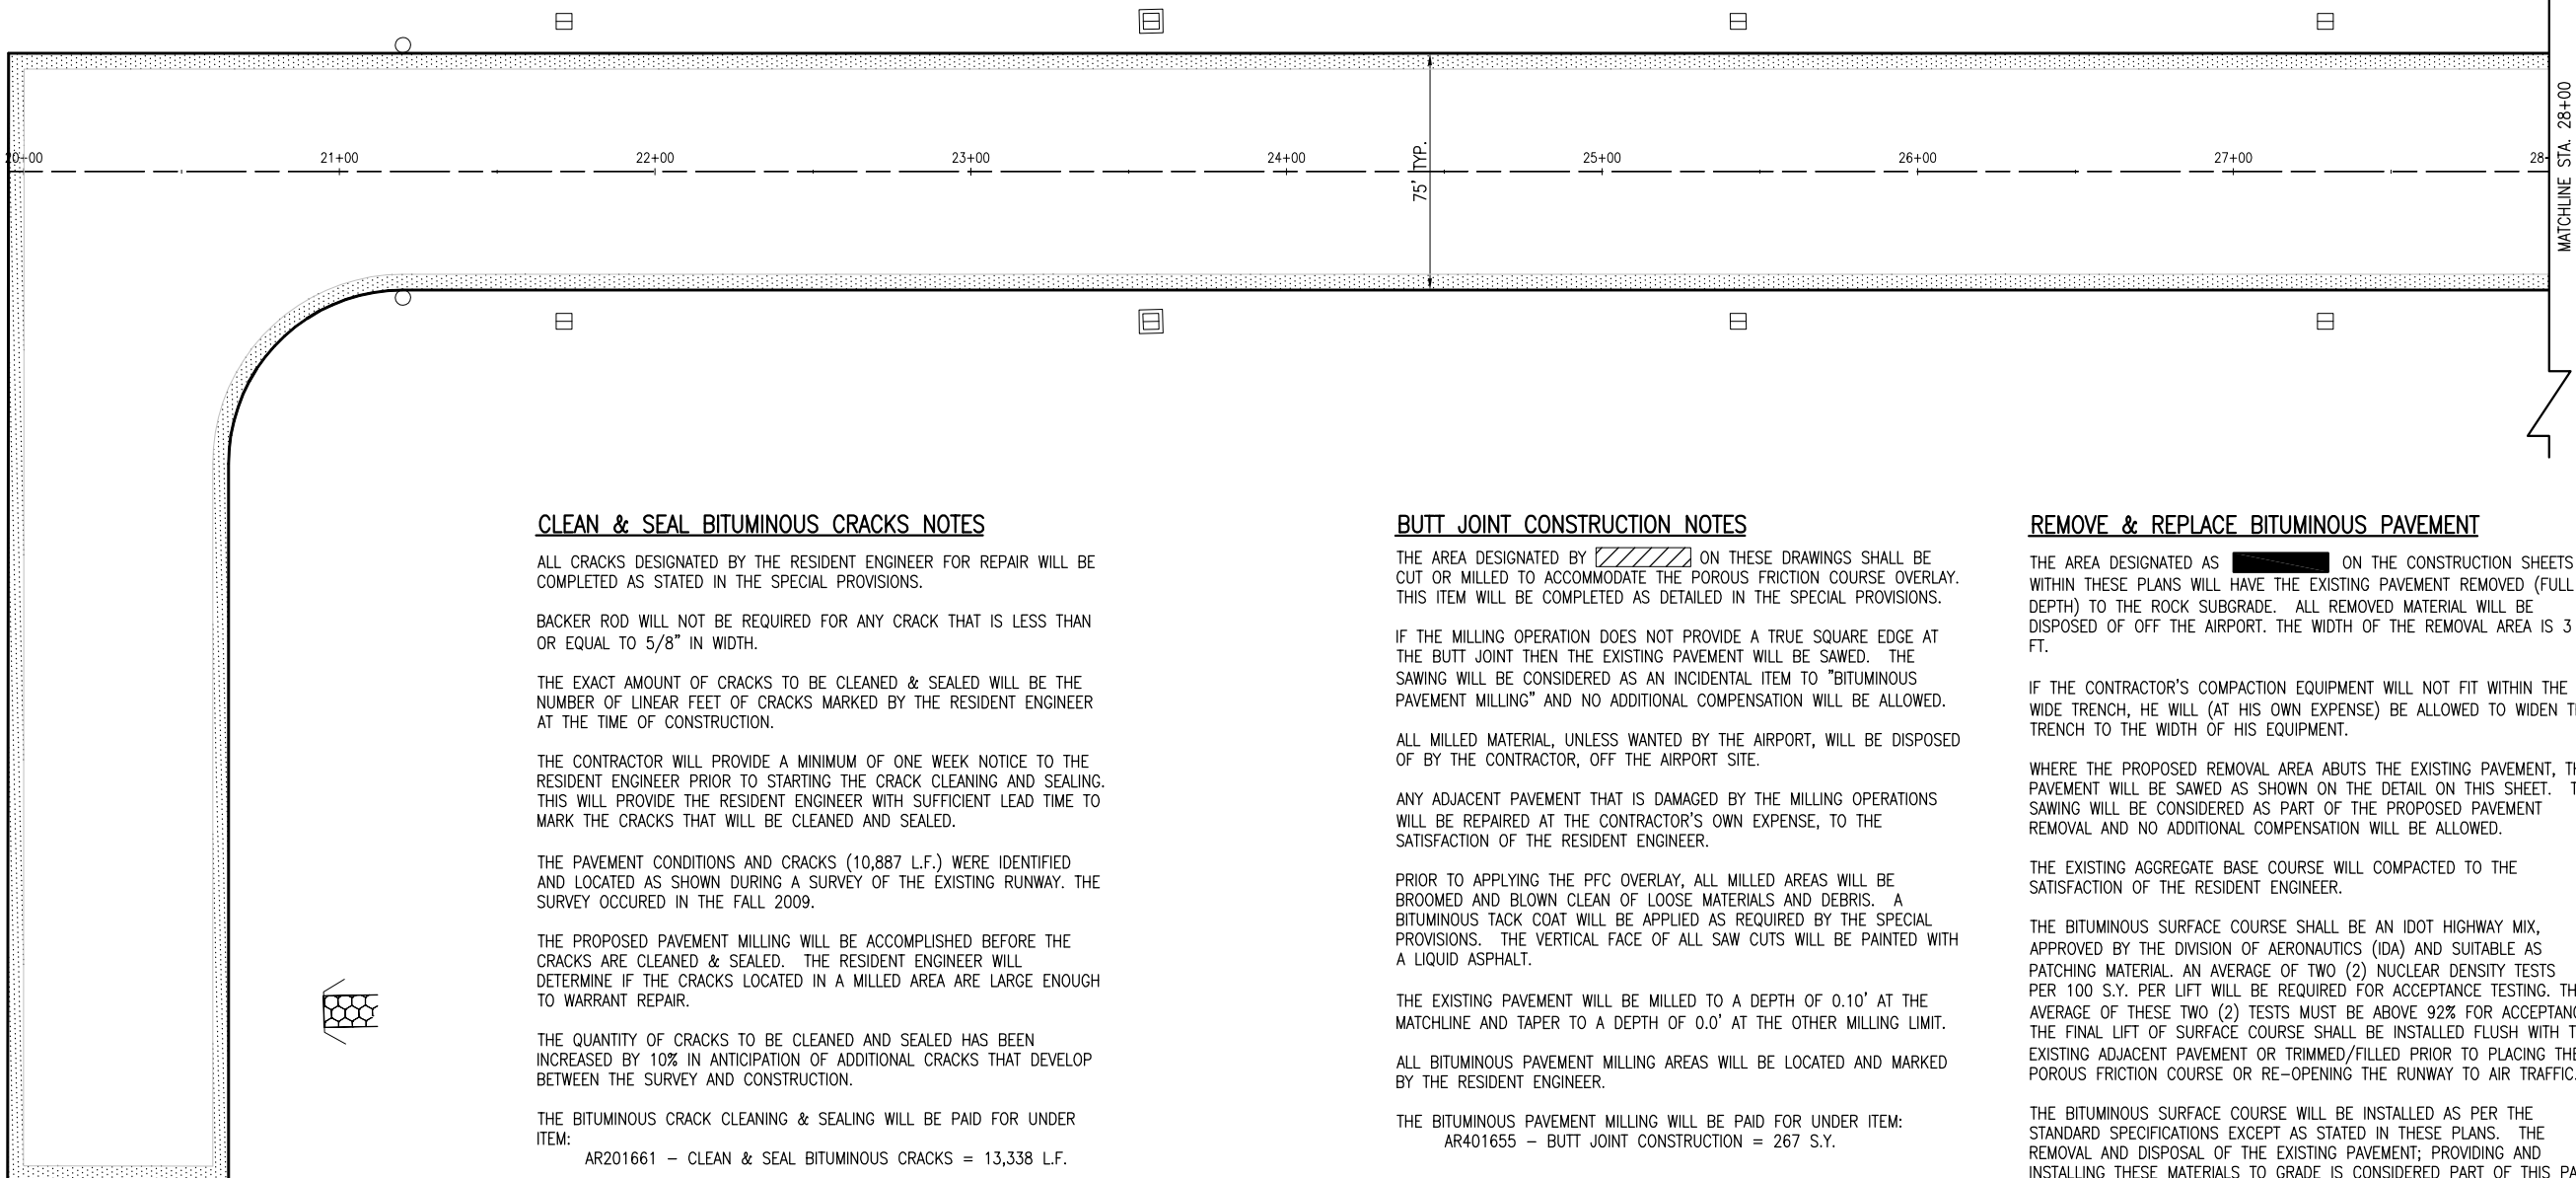 20+00 21+00 22+00 23+00 24+00 25+00 26+00 27+00 28+
75' TYP.
MATCHLINE STA. 28+00
CLEAN & SEAL BITUMINOUS CRACKS NOTES
ALL CRACKS DESIGNATED BY THE RESIDENT ENGINEER FOR REPAIR WILL BE
COMPLETED AS STATED IN THE SPECIAL PROVISIONS.
BACKER ROD WILL NOT BE REQUIRED FOR ANY CRACK THAT IS LESS THAN
OR EQUAL TO 5/8" IN WIDTH.
THE EXACT AMOUNT OF CRACKS TO BE CLEANED & SEALED WILL BE THE
NUMBER OF LINEAR FEET OF CRACKS MARKED BY THE RESIDENT ENGINEER
AT THE TIME OF CONSTRUCTION.
THE CONTRACTOR WILL PROVIDE A MINIMUM OF ONE WEEK NOTICE TO THE
RESIDENT ENGINEER PRIOR TO STARTING THE CRACK CLEANING AND SEALING.
THIS WILL PROVIDE THE RESIDENT ENGINEER WITH SUFFICIENT LEAD TIME TO
MARK THE CRACKS THAT WILL BE CLEANED AND SEALED.
THE PAVEMENT CONDITIONS AND CRACKS (10,887 L.F.) WERE IDENTIFIED
AND LOCATED AS SHOWN DURING A SURVEY OF THE EXISTING RUNWAY. THE
SURVEY OCCURED IN THE FALL 2009.
THE PROPOSED PAVEMENT MILLING WILL BE ACCOMPLISHED BEFORE THE
CRACKS ARE CLEANED & SEALED. THE RESIDENT ENGINEER WILL
DETERMINE IF THE CRACKS LOCATED IN A MILLED AREA ARE LARGE ENOUGH
TO WARRANT REPAIR.
THE QUANTITY OF CRACKS TO BE CLEANED AND SEALED HAS BEEN
INCREASED BY 10% IN ANTICIPATION OF ADDITIONAL CRACKS THAT DEVELOP
BETWEEN THE SURVEY AND CONSTRUCTION.
THE BITUMINOUS CRACK CLEANING & SEALING WILL BE PAID FOR UNDER
ITEM:
AR201661 – CLEAN & SEAL BITUMINOUS CRACKS = 13,338 L.F.
BUTT JOINT CONSTRUCTION NOTES
THE AREA DESIGNATED BY ON THESE DRAWINGS SHALL BE
CUT OR MILLED TO ACCOMMODATE THE POROUS FRICTION COURSE OVERLAY.
THIS ITEM WILL BE COMPLETED AS DETAILED IN THE SPECIAL PROVISIONS.
IF THE MILLING OPERATION DOES NOT PROVIDE A TRUE SQUARE EDGE AT
THE BUTT JOINT THEN THE EXISTING PAVEMENT WILL BE SAWED. THE
SAWING WILL BE CONSIDERED AS AN INCIDENTAL ITEM TO "BITUMINOUS
PAVEMENT MILLING" AND NO ADDITIONAL COMPENSATION WILL BE ALLOWED.
ALL MILLED MATERIAL, UNLESS WANTED BY THE AIRPORT, WILL BE DISPOSED
OF BY THE CONTRACTOR, OFF THE AIRPORT SITE.
ANY ADJACENT PAVEMENT THAT IS DAMAGED BY THE MILLING OPERATIONS
WILL BE REPAIRED AT THE CONTRACTOR'S OWN EXPENSE, TO THE
SATISFACTION OF THE RESIDENT ENGINEER.
PRIOR TO APPLYING THE PFC OVERLAY, ALL MILLED AREAS WILL BE
BROOMED AND BLOWN CLEAN OF LOOSE MATERIALS AND DEBRIS. A
BITUMINOUS TACK COAT WILL BE APPLIED AS REQUIRED BY THE SPECIAL
PROVISIONS. THE VERTICAL FACE OF ALL SAW CUTS WILL BE PAINTED WITH
A LIQUID ASPHALT.
THE EXISTING PAVEMENT WILL BE MILLED TO A DEPTH OF 0.10' AT THE
MATCHLINE AND TAPER TO A DEPTH OF 0.0' AT THE OTHER MILLING LIMIT.
ALL BITUMINOUS PAVEMENT MILLING AREAS WILL BE LOCATED AND MARKED
BY THE RESIDENT ENGINEER.
THE BITUMINOUS PAVEMENT MILLING WILL BE PAID FOR UNDER ITEM:
AR401655 – BUTT JOINT CONSTRUCTION = 267 S.Y.
REMOVE & REPLACE BITUMINOUS PAVEMENT
THE AREA DESIGNATED AS ON THE CONSTRUCTION SHEETS
WITHIN THESE PLANS WILL HAVE THE EXISTING PAVEMENT REMOVED (FULL
DEPTH) TO THE ROCK SUBGRADE. ALL REMOVED MATERIAL WILL BE
DISPOSED OF OFF THE AIRPORT. THE WIDTH OF THE REMOVAL AREA IS 3
FT.
IF THE CONTRACTOR'S COMPACTION EQUIPMENT WILL NOT FIT WITHIN THE
WIDE TRENCH, HE WILL (AT HIS OWN EXPENSE) BE ALLOWED TO WIDEN
TRENCH TO THE WIDTH OF HIS EQUIPMENT.
WHERE THE PROPOSED REMOVAL AREA ABUTS THE EXISTING PAVEMENT,
PAVEMENT WILL BE SAWED AS SHOWN ON THE DETAIL ON THIS SHEET.
SAWING WILL BE CONSIDERED AS PART OF THE PROPOSED PAVEMENT
REMOVAL AND NO ADDITIONAL COMPENSATION WILL BE ALLOWED.
THE EXISTING AGGREGATE BASE COURSE WILL COMPACTED TO THE
SATISFACTION OF THE RESIDENT ENGINEER.
THE BITUMINOUS SURFACE COURSE SHALL BE AN IDOT HIGHWAY MIX,
APPROVED BY THE DIVISION OF AERONAUTICS (IDA) AND SUITABLE AS
PATCHING MATERIAL. AN AVERAGE OF TWO (2) NUCLEAR DENSITY TESTS
PER 100 S.Y. PER LIFT WILL BE REQUIRED FOR ACCEPTANCE TESTING.
AVERAGE OF THESE TWO (2) TESTS MUST BE ABOVE 92% FOR
THE FINAL LIFT OF SURFACE COURSE SHALL BE INSTALLED FLUSH WITH
EXISTING ADJACENT PAVEMENT OR TRIMMED/FILLED PRIOR TO PLACING THE
POROUS FRICTION COURSE OR RE–OPENING THE RUNWAY TO AIR TRAFFIC.
THE BITUMINOUS SURFACE COURSE WILL BE INSTALLED AS PER THE
STANDARD SPECIFICATIONS EXCEPT AS STATED IN THESE PLANS. THE
REMOVAL AND DISPOSAL OF THE EXISTING PAVEMENT; PROVIDING AND
INSTALLING THESE MATERIALS TO GRADE IS CONSIDERED PART OF THIS